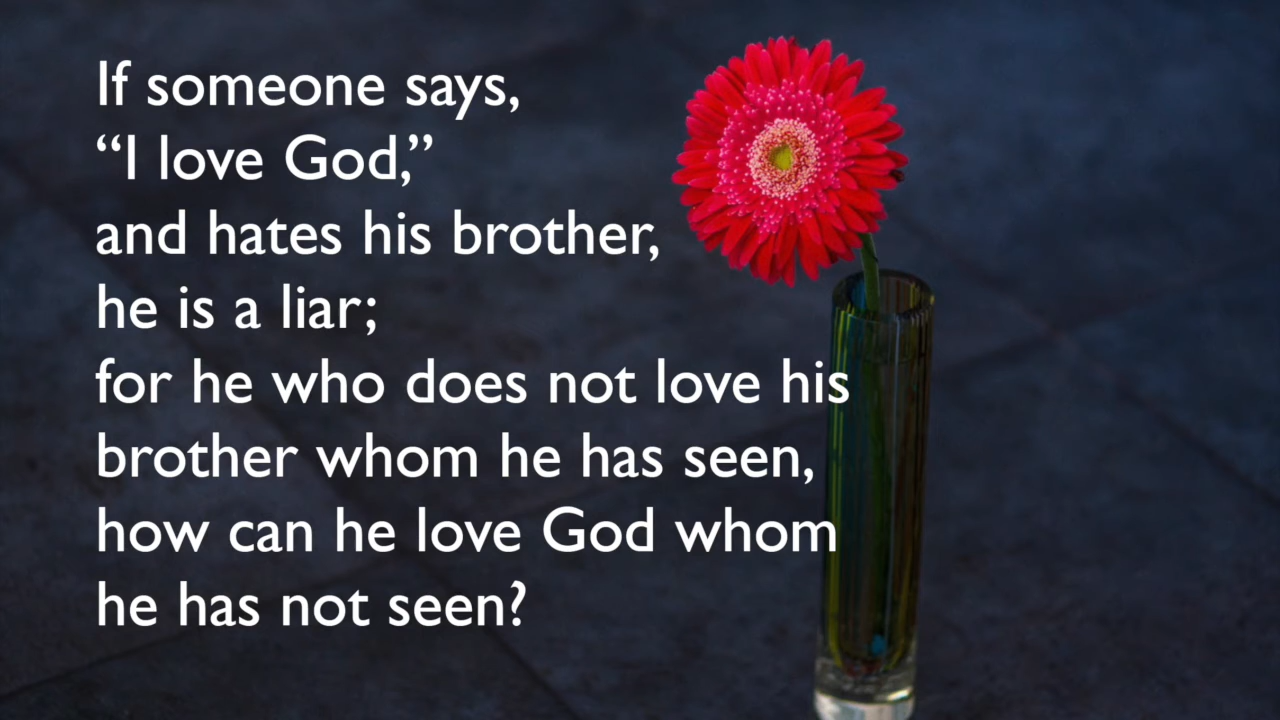 If someone says,
“I love God,”
and hates his brother,
he is a liar;
for he who does not love his
brother whom he has seen,
how can he love God whom
he has not seen?